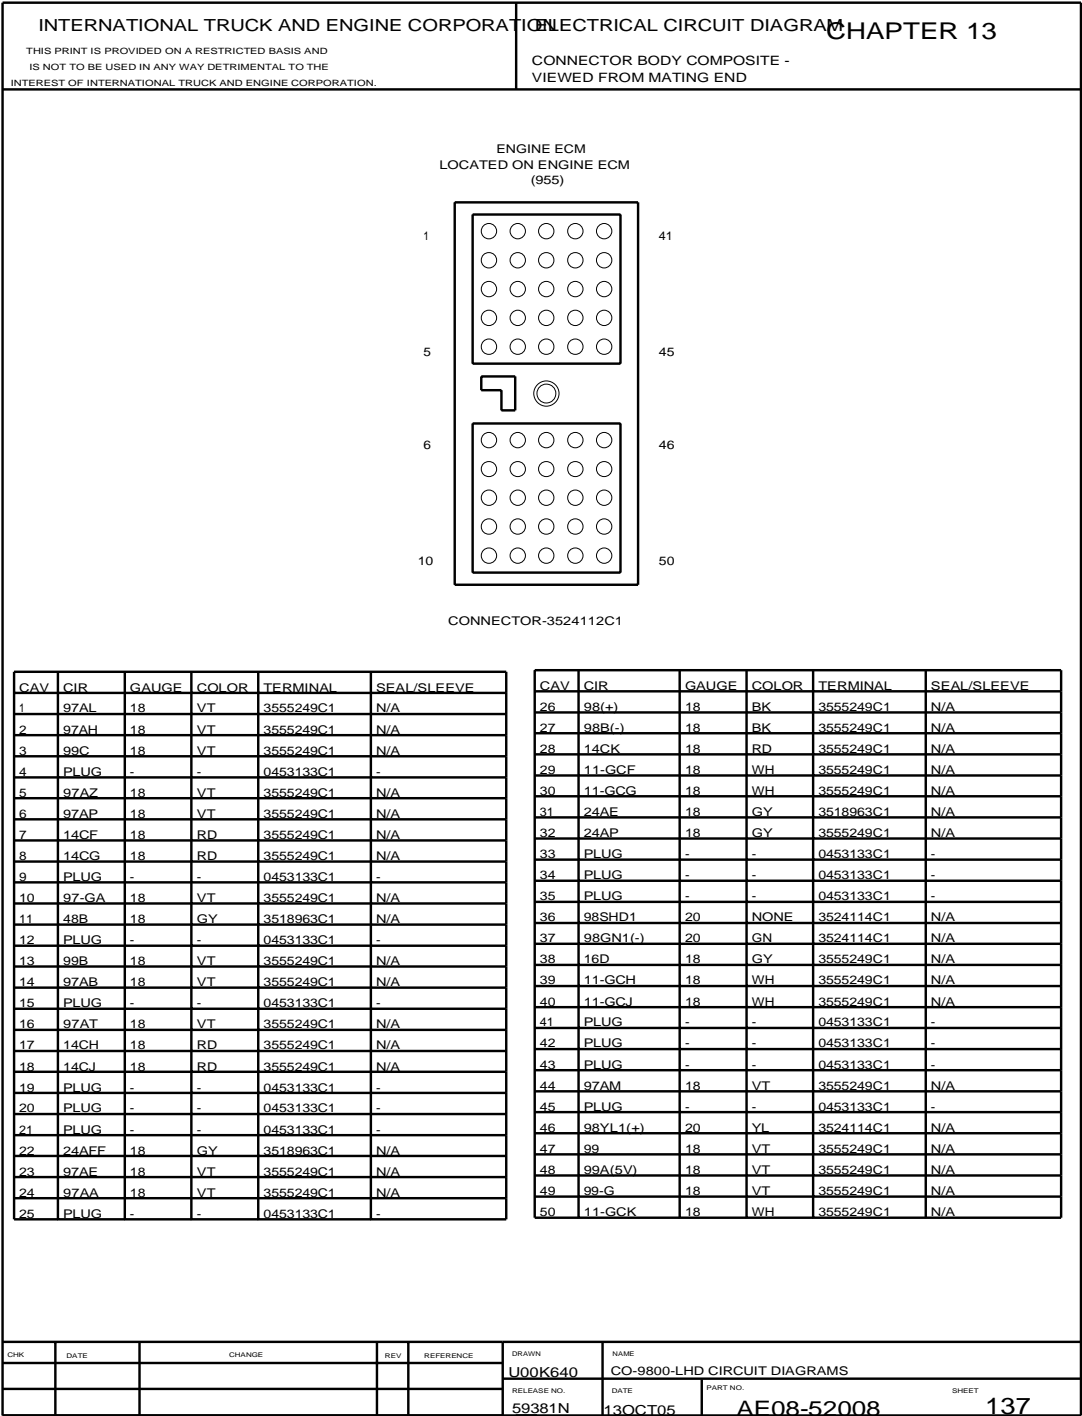 INTERNATIONAL TRUCK AND ENGINE CORPORATION
THIS PRINT IS PROVIDED ON A RESTRICTED BASIS AND
IS NOT TO BE USED IN ANY WAY DETRIMENTAL TO THE
INTEREST OF INTERNATIONAL TRUCK AND ENGINE CORPORATION.
ELECTRICAL CIRCUIT DIAGRAM
CHAPTER 13
CONNECTOR BODY COMPOSITE -
VIEWED FROM MATING END
ENGINE ECM
LOCATED ON ENGINE ECM
(955)
1 41
5 45
6 46
10 50
CONNECTOR-3524112C1
CAV CIR GAUGE COLOR TERMINAL SEAL/SLEEVE
1 97AL 18 VT 3555249C1 N/A
2 97AH 18 VT 3555249C1 N/A
3 99C 18 VT 3555249C1 N/A
4 PLUG - - 0453133C1 -
5 97AZ 18 VT 3555249C1 N/A
6 97AP 18 VT 3555249C1 N/A
7 14CF 18 RD 3555249C1 N/A
8 14CG 18 RD 3555249C1 N/A
9 PLUG - - 0453133C1 -
10 97-GA 18 VT 3555249C1 N/A
11 48B 18 GY 3518963C1 N/A
12 PLUG - - 0453133C1 -
13 99B 18 VT 3555249C1 N/A
14 97AB 18 VT 3555249C1 N/A
15 PLUG - - 0453133C1 -
16 97AT 18 VT 3555249C1 N/A
17 14CH 18 RD 3555249C1 N/A
18 14CJ 18 RD 3555249C1 N/A
19 PLUG - - 0453133C1 -
20 PLUG - - 0453133C1 -
21 PLUG - - 0453133C1 -
22 24AFF 18 GY 3518963C1 N/A
23 97AE 18 VT 3555249C1 N/A
24 97AA 18 VT 3555249C1 N/A
25 PLUG - - 0453133C1 -
CAV CIR GAUGE COLOR TERMINAL SEAL/SLEEVE
26 98(+) 18 BK 3555249C1 N/A
27 98B(-) 18 BK 3555249C1 N/A
28 14CK 18 RD 3555249C1 N/A
29 11-GCF 18 WH 3555249C1 N/A
30 11-GCG 18 WH 3555249C1 N/A
31 24AE 18 GY 3518963C1 N/A
32 24AP 18 GY 3555249C1 N/A
33 PLUG - - 0453133C1 -
34 PLUG - - 0453133C1 -
35 PLUG - - 0453133C1 -
36 98SHD1 20 NONE 3524114C1 N/A
37 98GN1(-) 20 GN 3524114C1 N/A
38 16D 18 GY 3555249C1 N/A
39 11-GCH 18 WH 3555249C1 N/A
40 11-GCJ 18 WH 3555249C1 N/A
41 PLUG - - 0453133C1 -
42 PLUG - - 0453133C1 -
43 PLUG - - 0453133C1 -
44 97AM 18 VT 3555249C1 N/A
45 PLUG - - 0453133C1 -
46 98YL1(+) 20 YL 3524114C1 N/A
47 99 18 VT 3555249C1 N/A
48 99A(5V) 18 VT 3555249C1 N/A
49 99-G 18 VT 3555249C1 N/A
50 11-GCK 18 WH 3555249C1 N/A
CHK DATE CHANGE REV REFERENCE
DRAWN
U00K640
NAME
CO-9800-LHD CIRCUIT DIAGRAMS
RELEASE NO.
59381N
DATE
13OCT05
PART NO.
AE08-52008
SHEET
137